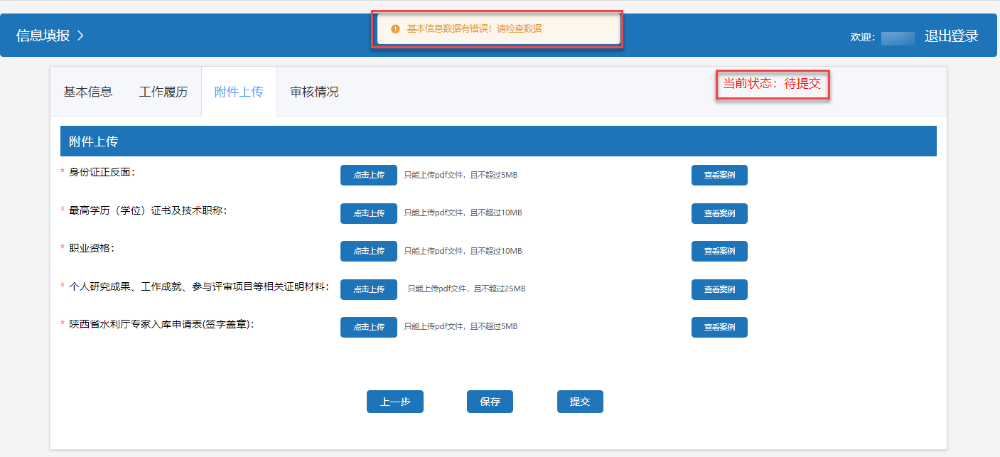 信息填报 >
基本信息数据有错误！请检查数据
欢迎： 退出登录
基本信息 工作履历 附件上传 审核情况
当前状态：待提交
附件上传
* 身份证正反面： 点击上传 只能上传pdf文件，且不超过5MB 查看案例
* 最高学历（学位）证书及技术职称： 点击上传 只能上传pdf文件，且不超过10MB 查看案例
* 职业资格： 点击上传 只能上传pdf文件，且不超过10MB 查看案例
* 个人研究成果、工作成就、参与评审项目等相关证明材料： 点击上传 只能上传pdf文件，且不超过25MB 查看案例
* 陕西省水利厅专家入库申请表(签字盖章)： 点击上传 只能上传pdf文件，且不超过5MB 查看案例
上一步 保存 提交